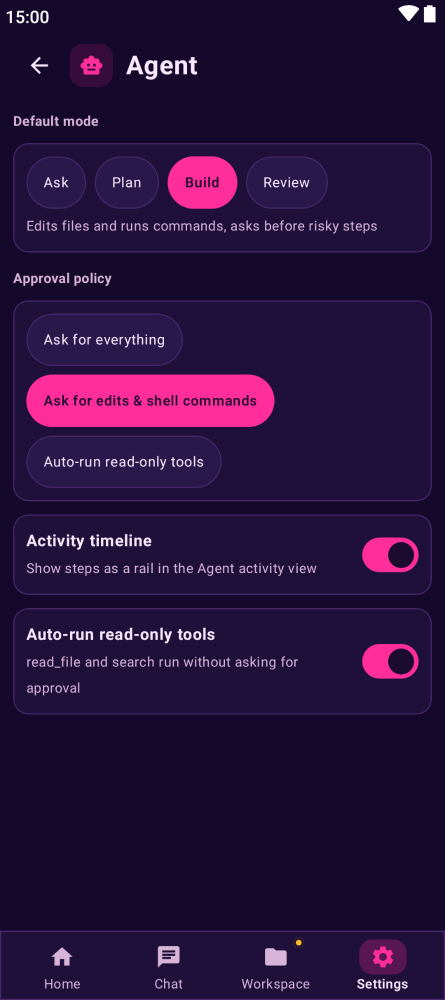 15:00
Agent
Default mode
Ask
Plan
Build
Review
Edits files and runs commands, asks before risky steps
Approval policy
Ask for everything
Ask for edits & shell commands
Auto-run read-only tools
Activity timeline
Show steps as a rail in the Agent activity view
Auto-run read-only tools
read_file and search run without asking for
approval
Home
Chat
Workspace
Settings